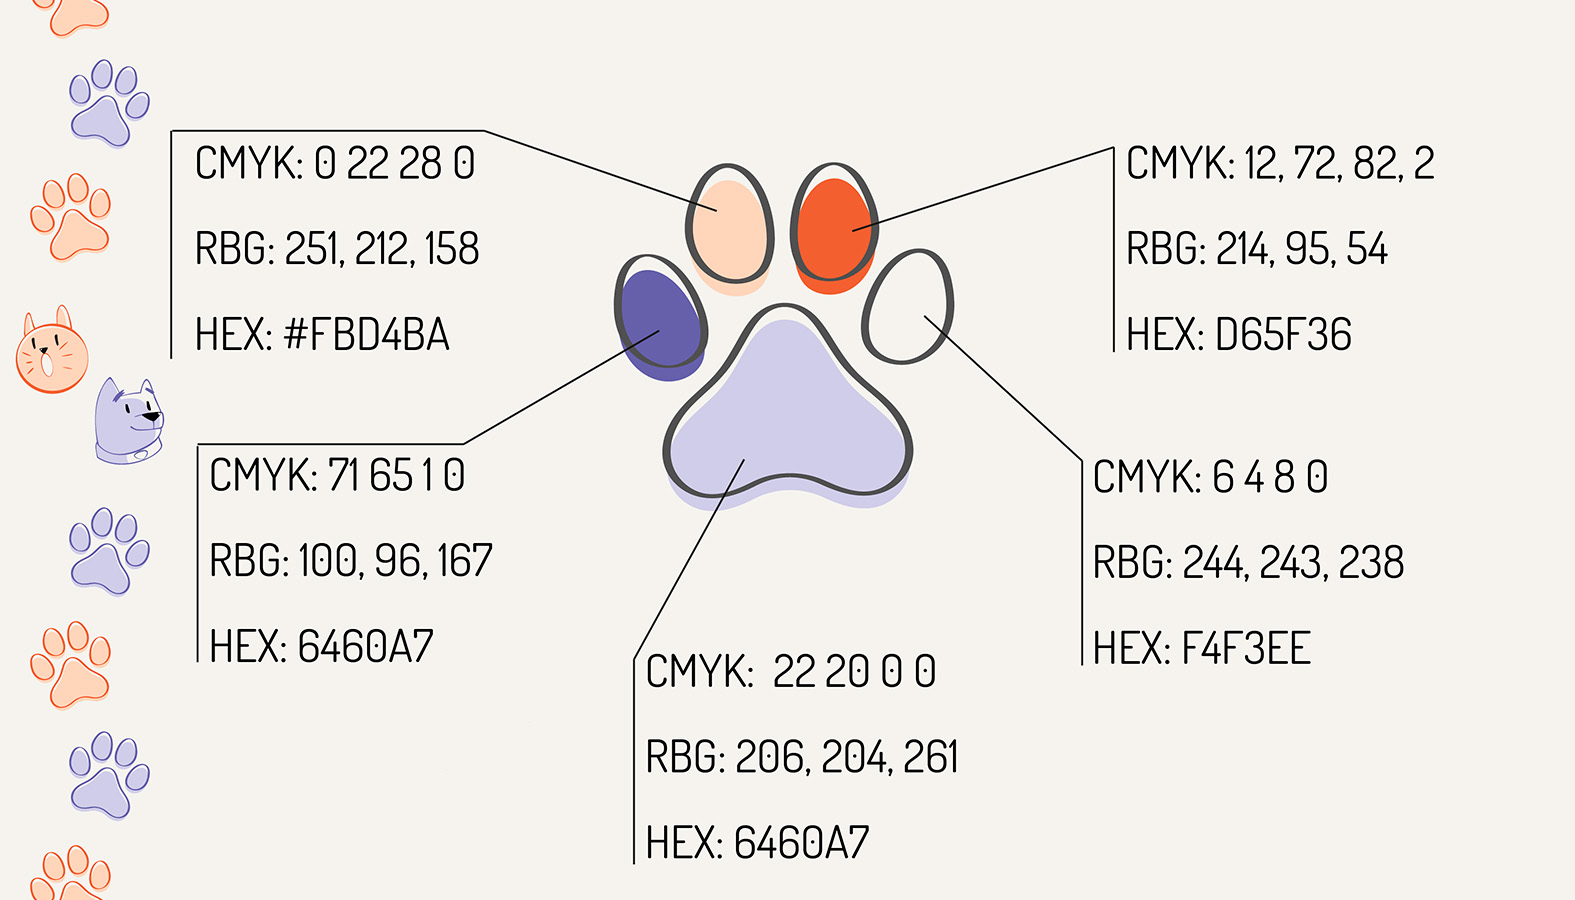 CMYK: 0 22 28 0
RBG: 251, 212, 158
HEX: #FBD4BA
CMYK: 12, 72, 82, 2
RBG: 214, 95, 54
HEX: D65F36
CMYK: 71 65 1 0
RBG: 100, 96, 167
HEX: 6460A7
CMYK: 6 4 8 0
RBG: 244, 243, 238
HEX: F4F3EE
CMYK: 22 20 0 0
RBG: 206, 204, 261
HEX: 6460A7